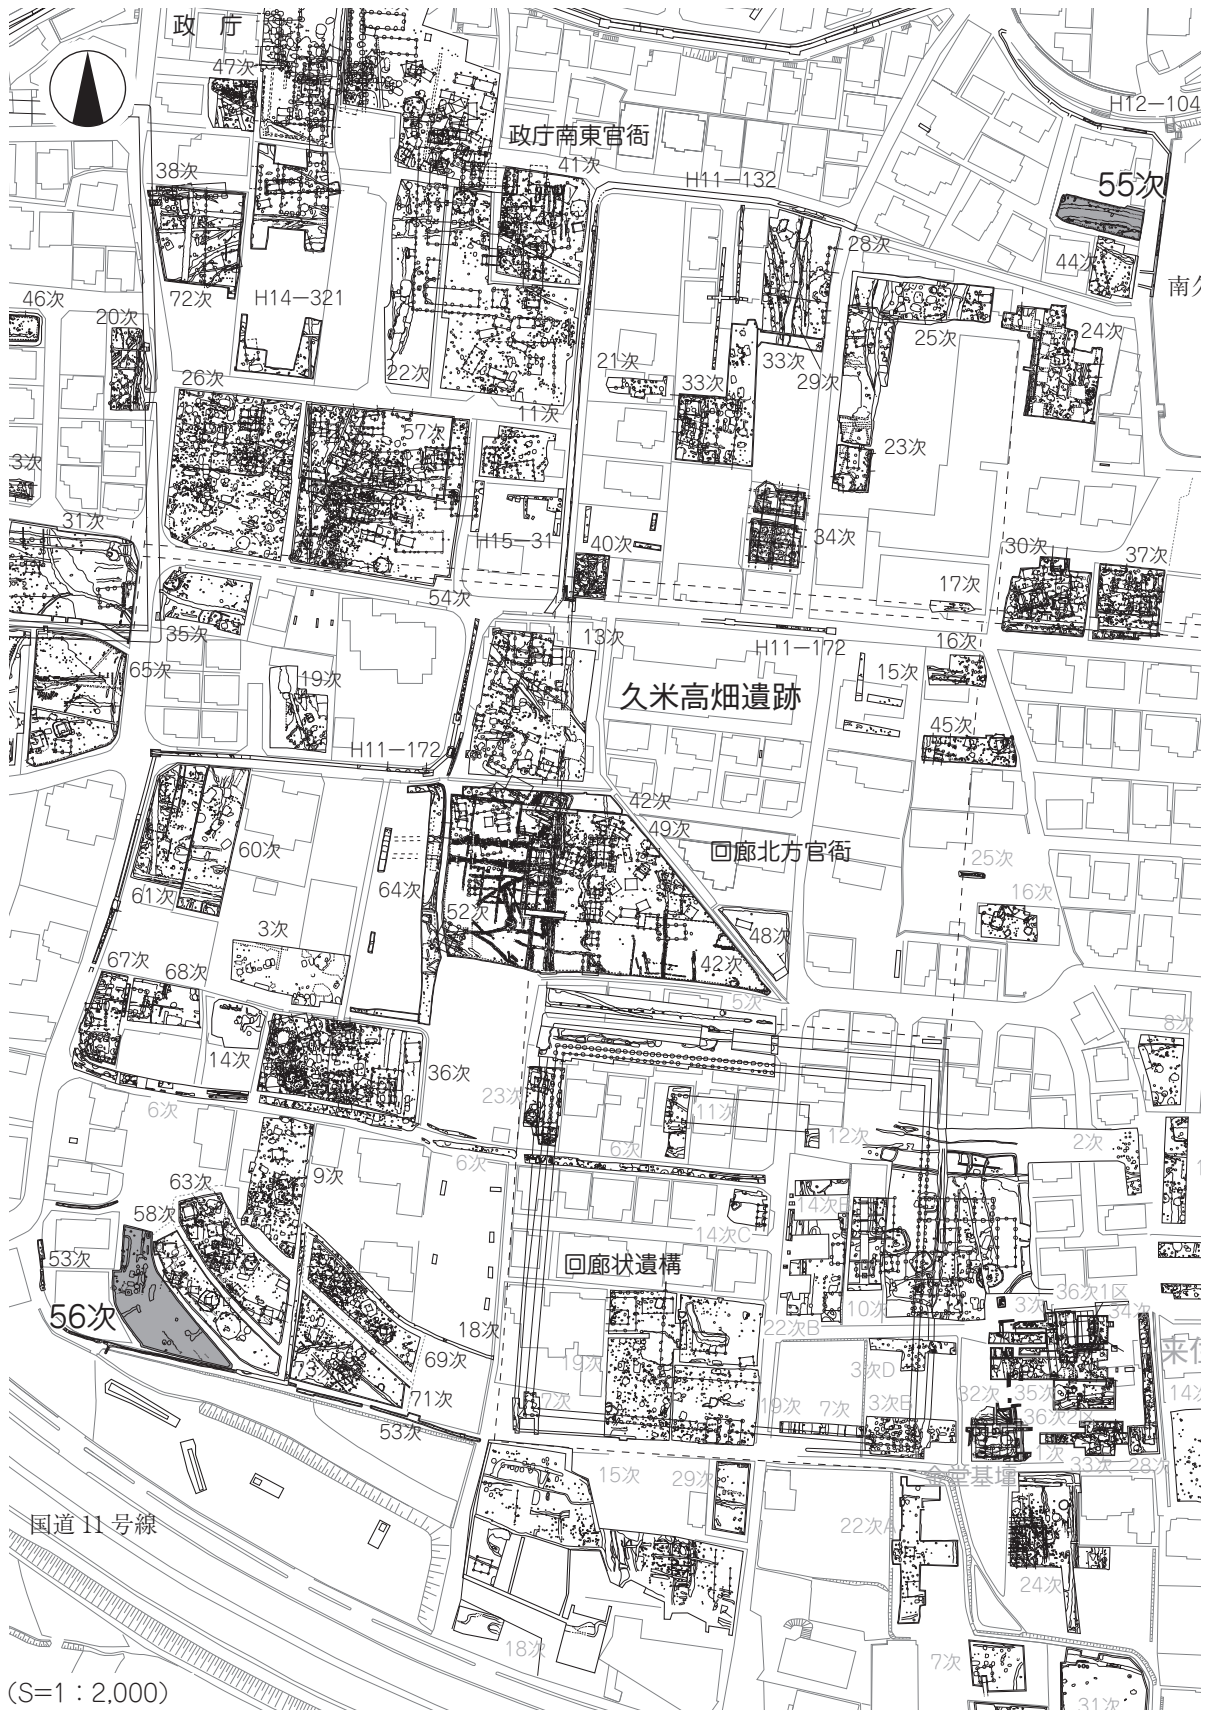 政 庁
47次
H12-104
政庁南東官衙
41次
38次
H11-132
55次
28次
44次
72次
H14-321
46次
20次
25次
24次
33次
29次
21次
33次
22次
26次
11次
57次
23次
3次
31次
H15-31
34次
40次
30次
37次
54次
17次
35次
13次
H11-172
16次
65次
19次
15次
久米高畑遺跡
45次
H11-172
42次
49次
回廊北方官衙
60次
25次
64次
61次
52次
16次
3次
48次
67次
68次
42次
5次
8次
14次
36次
23次
11次
6次
12次
2次
6次
6次
9次
63次
14次B
58次
14次C
53次
回廊状遺構
36次1区
3次
34次
56次
10次
22次B
18次
69次
19次
3次D
71次
7次
32次
35次
14次
19次
7次
3次B
36次2区
53次
1次
33次
28次
金堂基壇
15次
29次
国道 11 号線
22次A
24次
18次
7次
31次
(S=1：2,000)